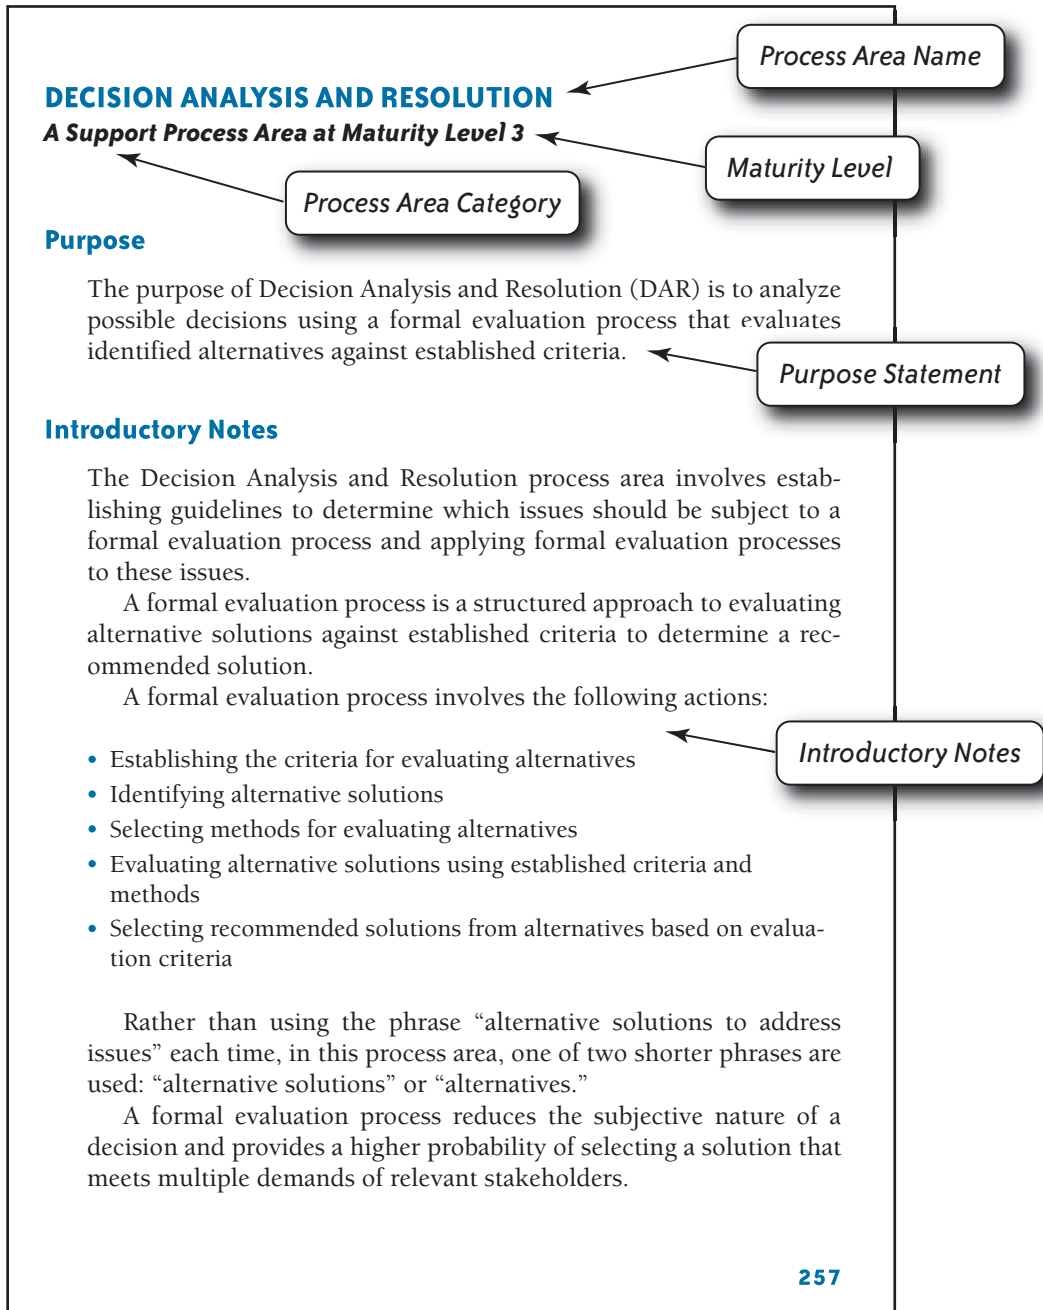 Process Area Name
DECISION ANALYSIS AND RESOLUTION
A Support Process Area at Maturity Level 3
Maturity Level
Process Area Category
Purpose
The purpose of Decision Analysis and Resolution (DAR) is to analyze
possible decisions using a formal evaluation process that evaluates
identified alternatives against established criteria.
Purpose Statement
Introductory Notes
The Decision Analysis and Resolution process area involves estab-
lishing guidelines to determine which issues should be subject to a
formal evaluation process and applying formal evaluation processes
to these issues.
A formal evaluation process is a structured approach to evaluating
alternative solutions against established criteria to determine a rec-
ommended solution.
A formal evaluation process involves the following actions:
Introductory Notes
• Establishing the criteria for evaluating alternatives
• Identifying alternative solutions
• Selecting methods for evaluating alternatives
• Evaluating alternative solutions using established criteria and
methods
• Selecting recommended solutions from alternatives based on evalua-
tion criteria
Rather than using the phrase “alternative solutions to address
issues” each time, in this process area, one of two shorter phrases are
used: “alternative solutions” or “alternatives.”
A formal evaluation process reduces the subjective nature of a
decision and provides a higher probability of selecting a solution that
meets multiple demands of relevant stakeholders.
257